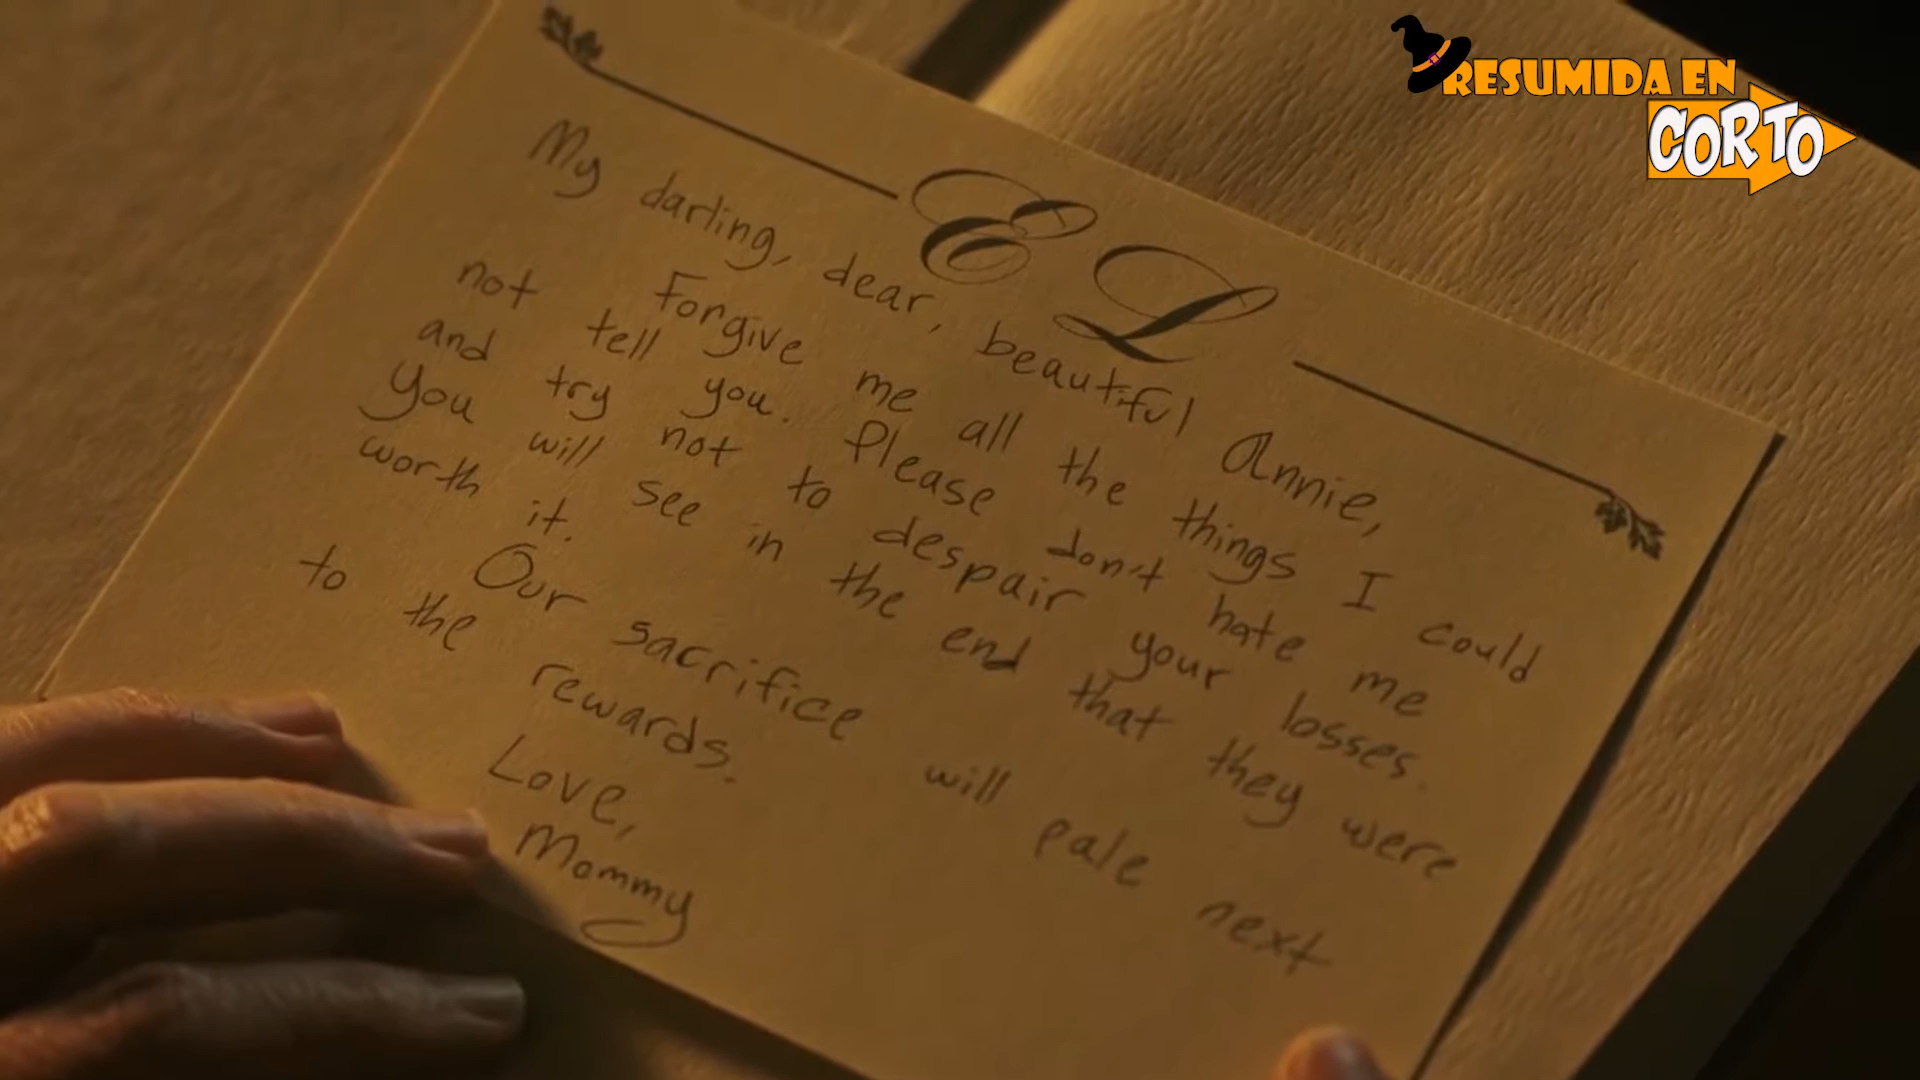 RESUMIDA EN
CORTO
E L
My darling, dear, beautiful Annie,
Forgive me all the things I could
not tell you. Please don't hate me
and try not to despair your losses.
You will see in the end that they were
worth it.
Our sacrifice will pale next
to the rewards.
Love,
Mommy